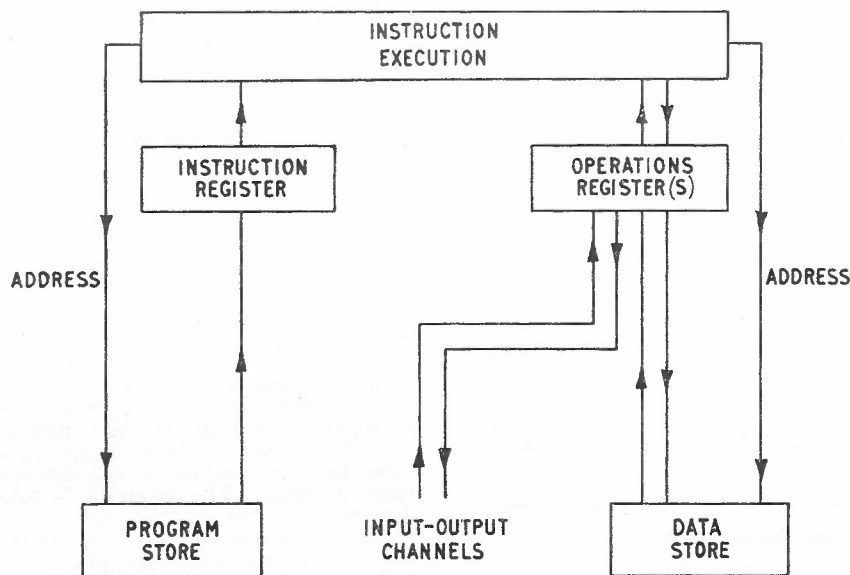 INSTRUCTION
EXECUTION
INSTRUCTION
REGISTER
OPERATIONS
REGISTER(S)
ADDRESS
ADDRESS
PROGRAM
STORE
INPUT-OUTPUT
CHANNELS
DATA
STORE